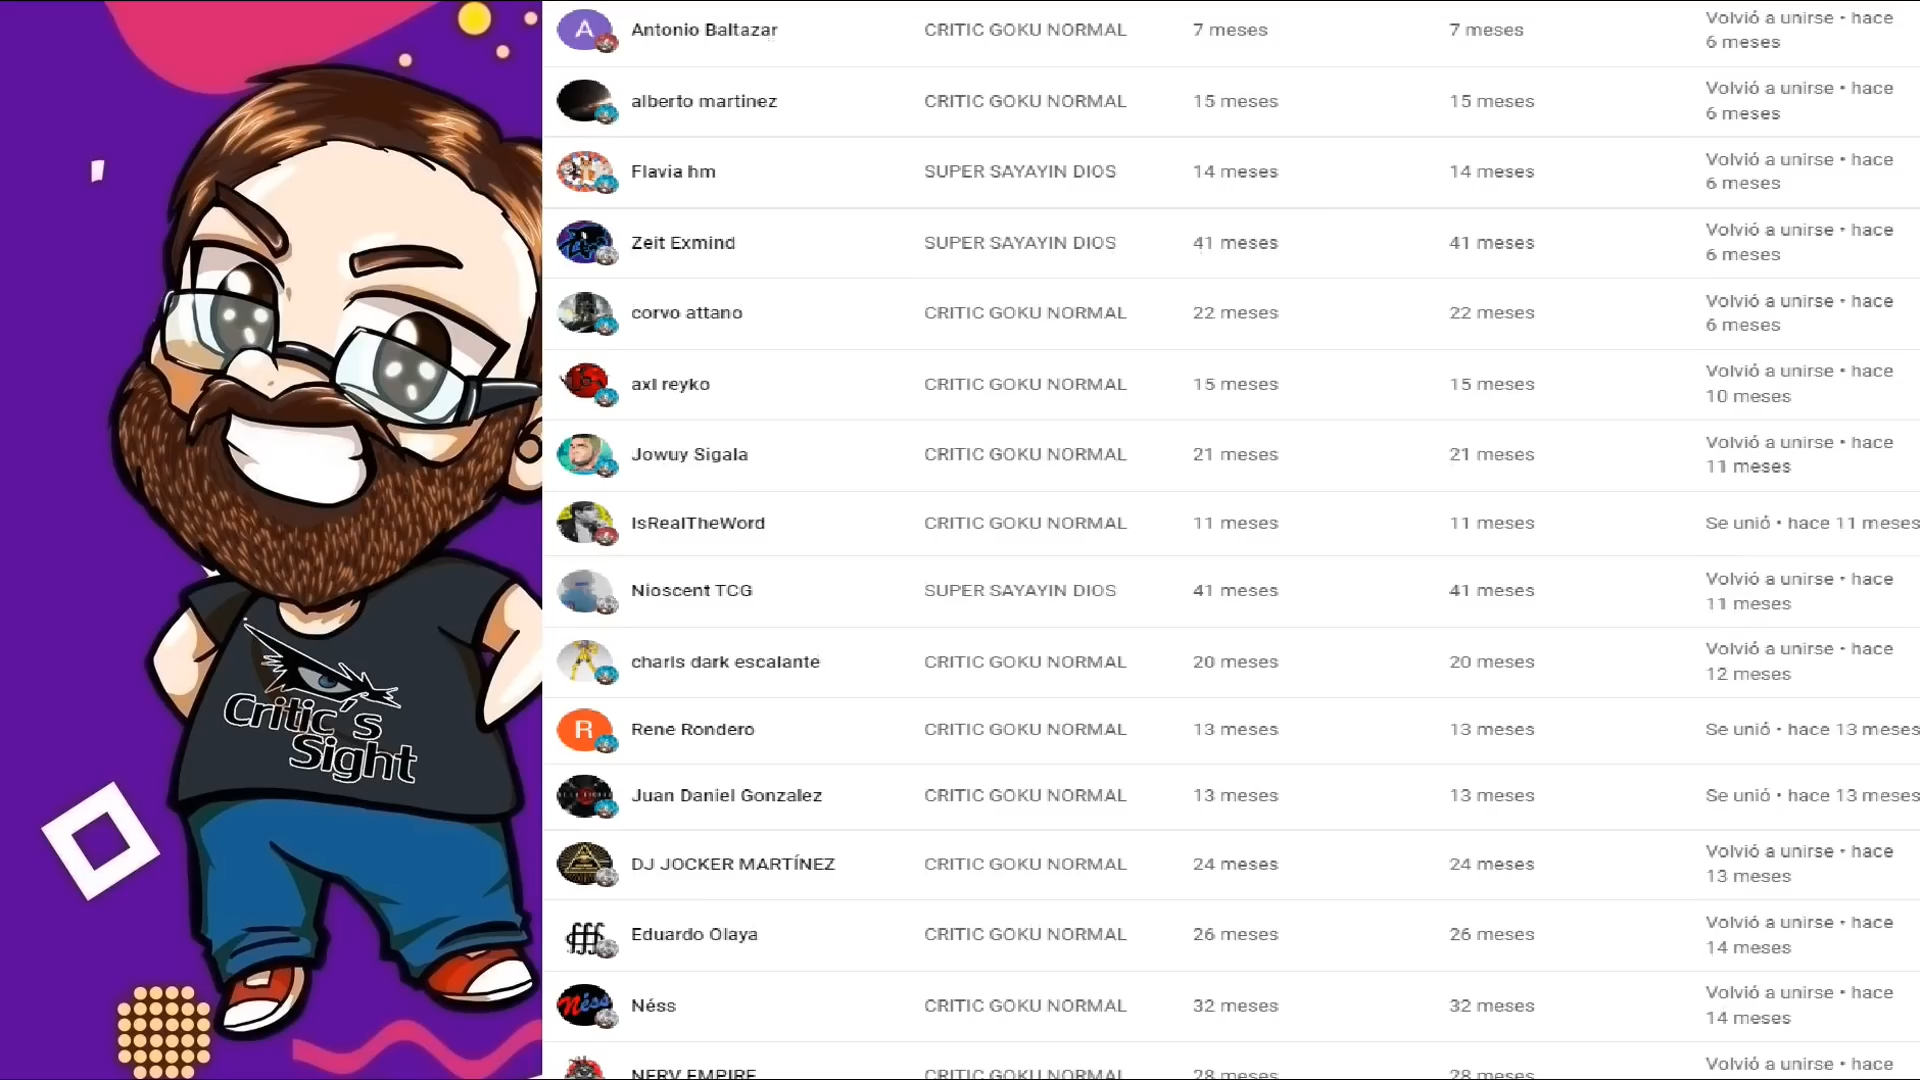 Antonio Baltazar CRITIC GOKU NORMAL 7 meses 7 meses Volvió a unirse • hace
6 meses
alberto martinez CRITIC GOKU NORMAL 15 meses 15 meses Volvió a unirse • hace
6 meses
Flavia hm SUPER SAYAYIN DIOS 14 meses 14 meses Volvió a unirse • hace
6 meses
Zeit Exmind SUPER SAYAYIN DIOS 41 meses 41 meses Volvió a unirse • hace
6 meses
corvo attano CRITIC GOKU NORMAL 22 meses 22 meses Volvió a unirse • hace
6 meses
axl reyko CRITIC GOKU NORMAL 15 meses 15 meses Volvió a unirse • hace
10 meses
Jowuy Sigala CRITIC GOKU NORMAL 21 meses 21 meses Volvió a unirse • hace
11 meses
IsRealTheWord CRITIC GOKU NORMAL 11 meses 11 meses Se unió • hace 11 meses
Nioscent TCG SUPER SAYAYIN DIOS 41 meses 41 meses Volvió a unirse • hace
11 meses
charls dark escalante CRITIC GOKU NORMAL 20 meses 20 meses Volvió a unirse • hace
12 meses
R Rene Rondero CRITIC GOKU NORMAL 13 meses 13 meses Se unió • hace 13 meses
Juan Daniel Gonzalez CRITIC GOKU NORMAL 13 meses 13 meses Se unió • hace 13 meses
DJ JOCKER MARTÍNEZ CRITIC GOKU NORMAL 24 meses 24 meses Volvió a unirse • hace
13 meses
Eduardo Olaya CRITIC GOKU NORMAL 26 meses 26 meses Volvió a unirse • hace
14 meses
Néss Néss CRITIC GOKU NORMAL 32 meses 32 meses Volvió a unirse • hace
14 meses
NERV EMPIRE CRITIC GOKU NORMAL 28 meses 28 meses Volvió a unirse • hace
A
Critic's
Sight